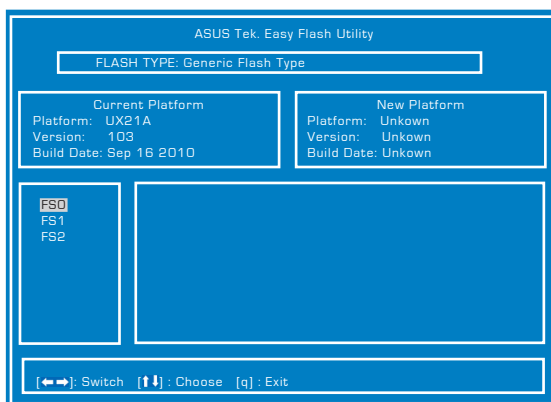 ASUS Tek. Easy Flash Utility
FLASH TYPE: Generic Flash Type
Current Platform
Platform: UX21A
Version: 103
Build Date: Sep 16 2010
New Platform
Platform: Unkown
Version: Unkown
Build Date: Unkown
FS0
FS1
FS2
[⬅➡]: Switch [⬆⬇] : Choose [q] : Exit